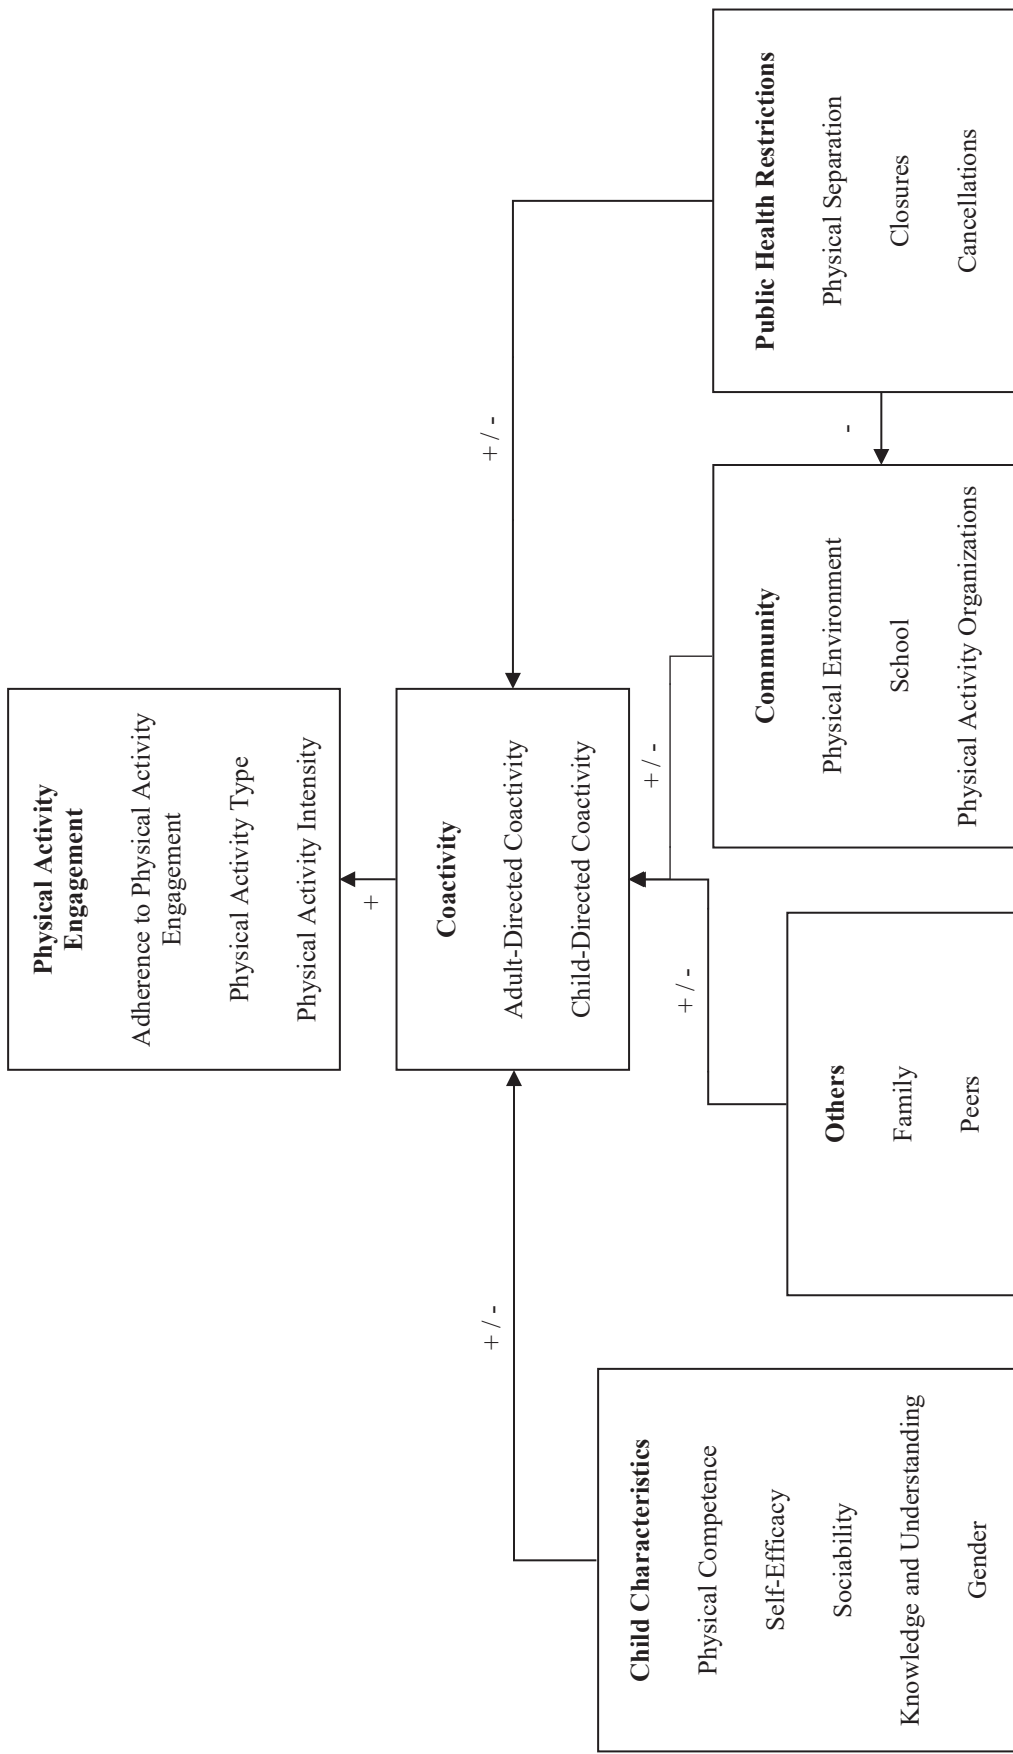 Physical Activity
Engagement
Adherence to Physical Activity
Engagement
Physical Activity Type
Physical Activity Intensity
+
Coactivity
Adult-Directed Coactivity
Child-Directed Coactivity
+ / -
+ / -
+ / -
+ / -
Child Characteristics
Physical Competence
Self-Efficacy
Sociability
Knowledge and Understanding
Gender
Others
Family
Peers
Community
Physical Environment
School
Physical Activity Organizations
-
Public Health Restrictions
Physical Separation
Closures
Cancellations